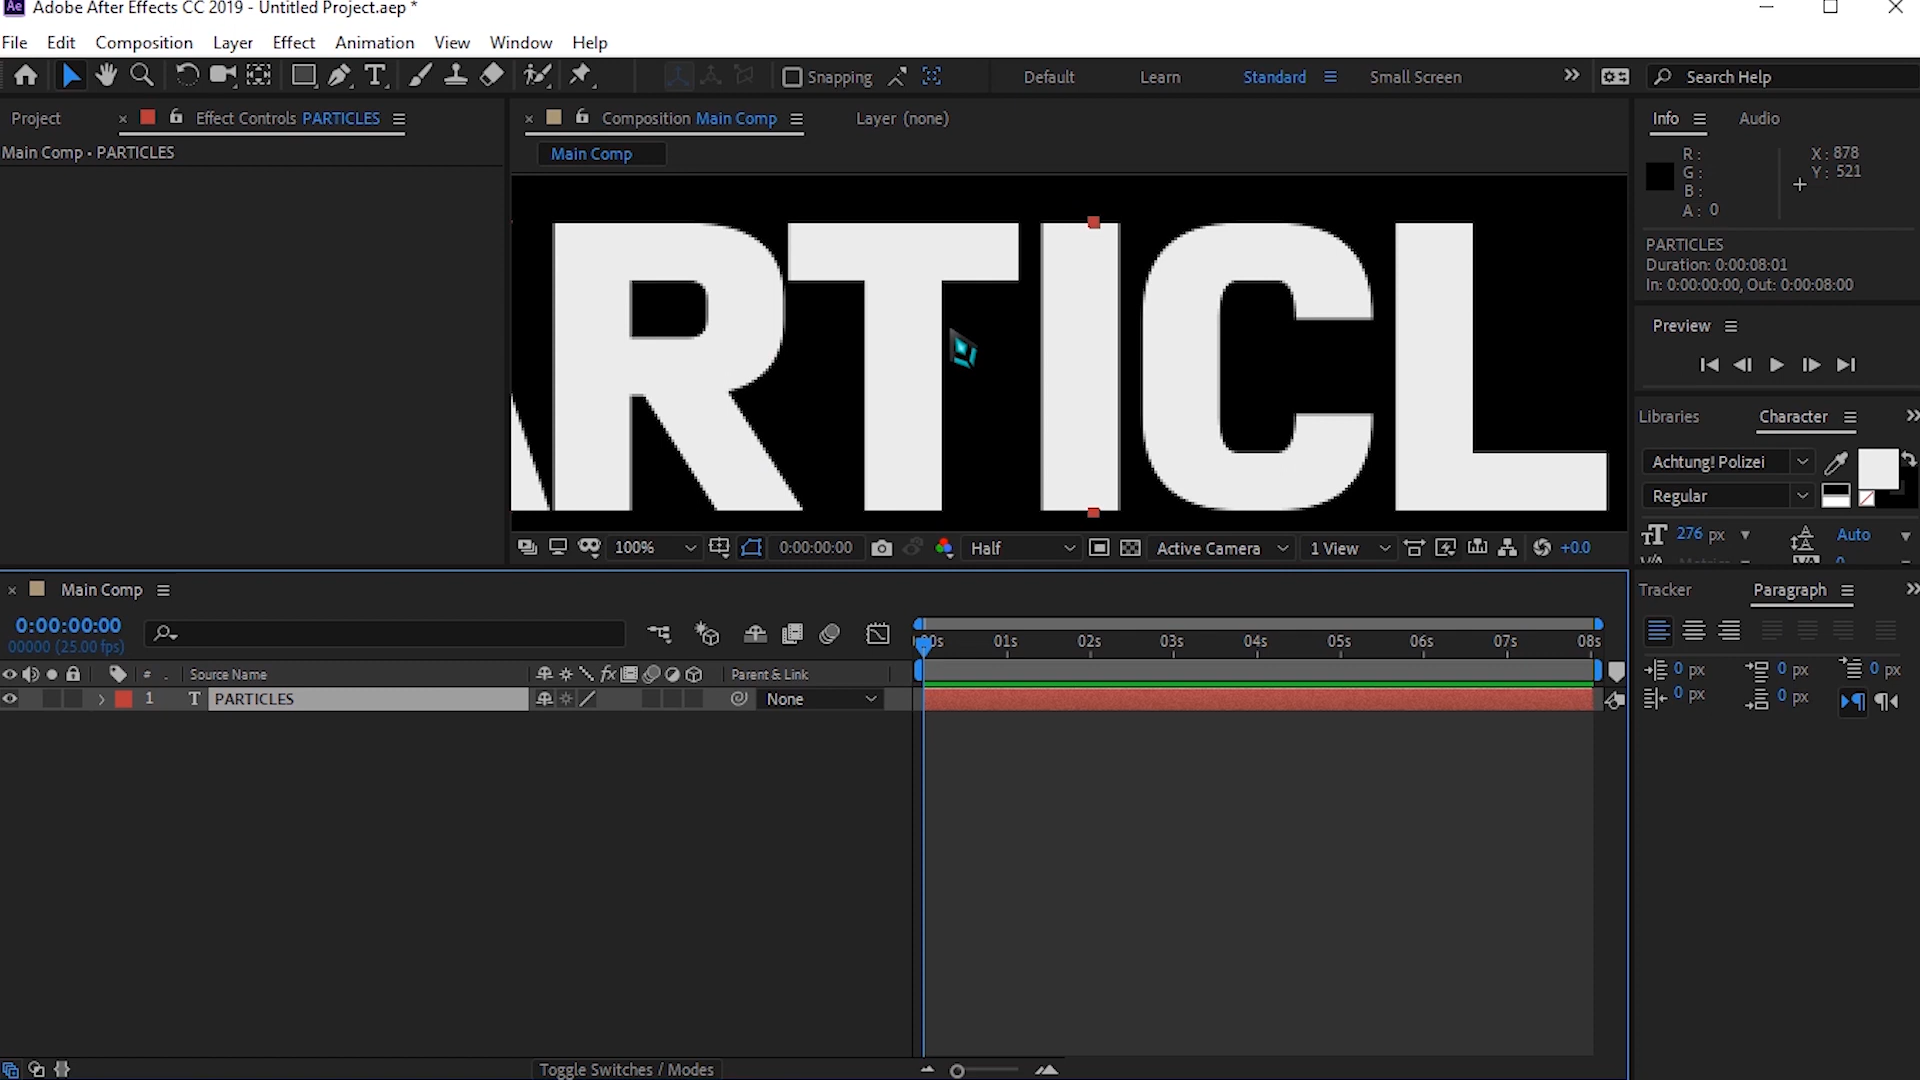 Ae Adobe After Effects CC 2019 - Untitled Project.aep *
File Edit Composition Layer Effect Animation View Window Help
Snapping Default Learn Standard Small Screen Search Help
Project Effect Controls PARTICLES Composition Main Comp Layer (none) Info Audio
Main Comp • PARTICLES
Main Comp
R :
G :
B :
A : 0
X : 878
Y : 521
PARTICLES
Duration: 0:00:08:01
In: 0:00:00:00, Out: 0:00:08:00
ARTICL
Preview
Libraries Character
Achtung! Polizei
Regular
276 px Auto
100% 0:00:00:00 Half Active Camera 1 View +0.0
Main Comp
Tracker Paragraph
0:00:00:00
00000 (25.00 fps)
:00s 01s 02s 03s 04s 05s 06s 07s 08s
# . Source Name fx Parent & Link
1 T PARTICLES None
0 px 0 px 0 px
0 px 0 px
Toggle Switches / Modes